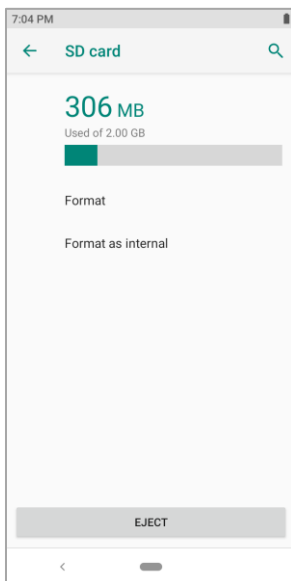 7:04 PM
SD card
306 MB
Used of 2.00 GB
Format
Format as internal
EJECT